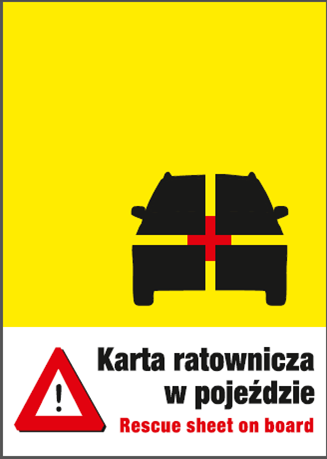 !
Karta ratownicza
w pojeździe
Rescue sheet on board